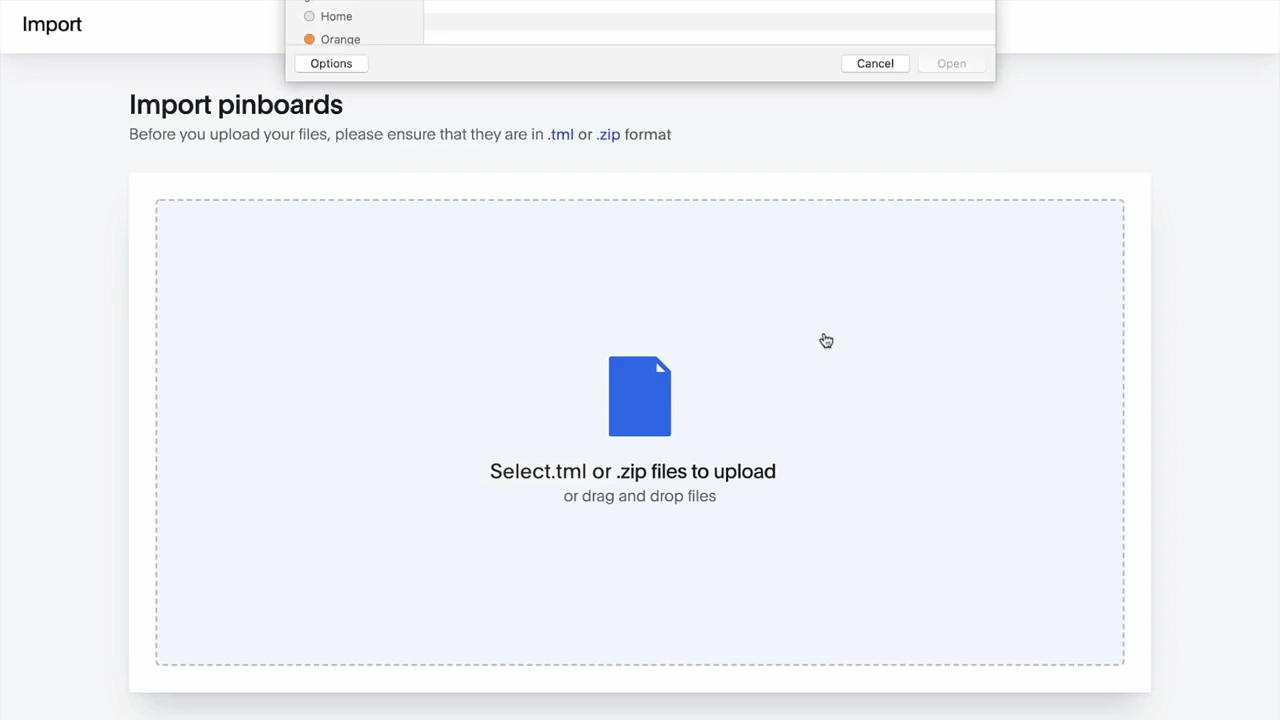 Import
Home
Orange
Options
Cancel
Open
Import pinboards
Before you upload your files, please ensure that they are in .tml or .zip format
Select.tml or .zip files to upload
or drag and drop files